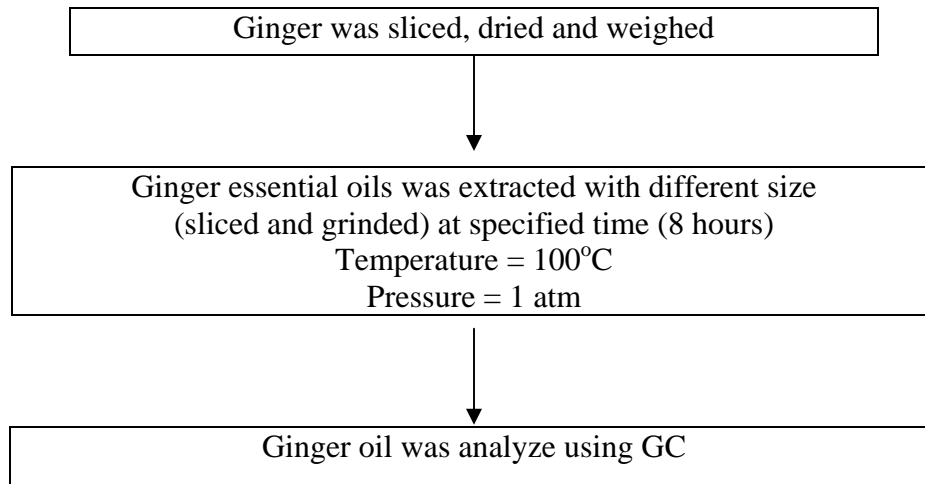 Ginger was sliced, dried and weighed
Ginger essential oils was extracted with different size
(sliced and grinded) at specified time (8 hours)
Temperature = 100°C
Pressure = 1 atm
Ginger oil was analyze using GC